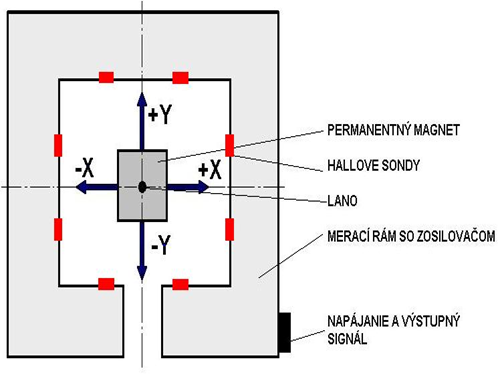 +Y
-X
+X
-Y
PERMANENTNÝ MAGNET
HALLOVE SONDY
LANO
MERACÍ RÁM SO ZOSILOVAČOM
NAPÁJANIE A VÝSTUPNÝ
SIGNÁL